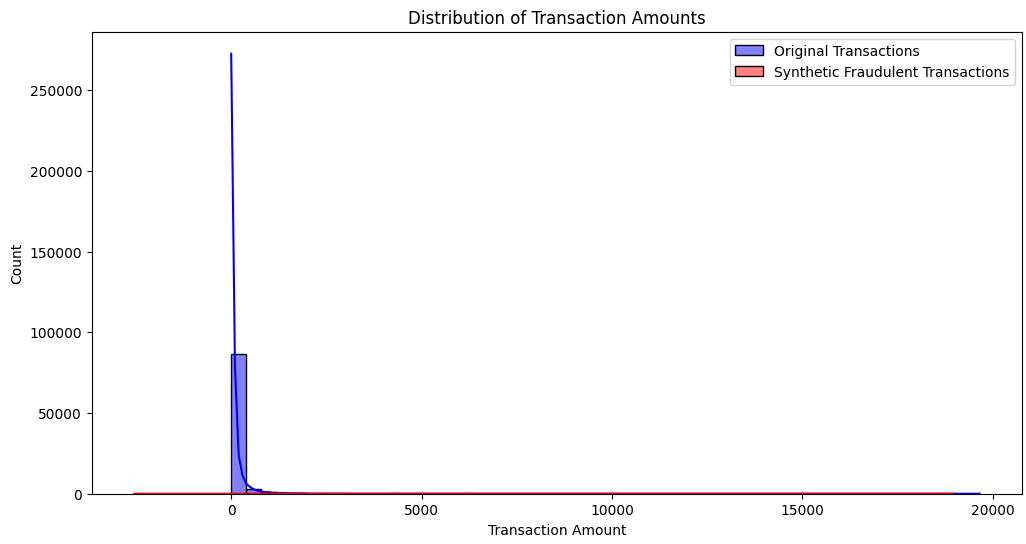 Distribution of Transaction Amounts
Original Transactions
Synthetic Fraudulent Transactions
250000
200000
150000
100000
50000
0
Count
0 5000 10000 15000 20000
Transaction Amount